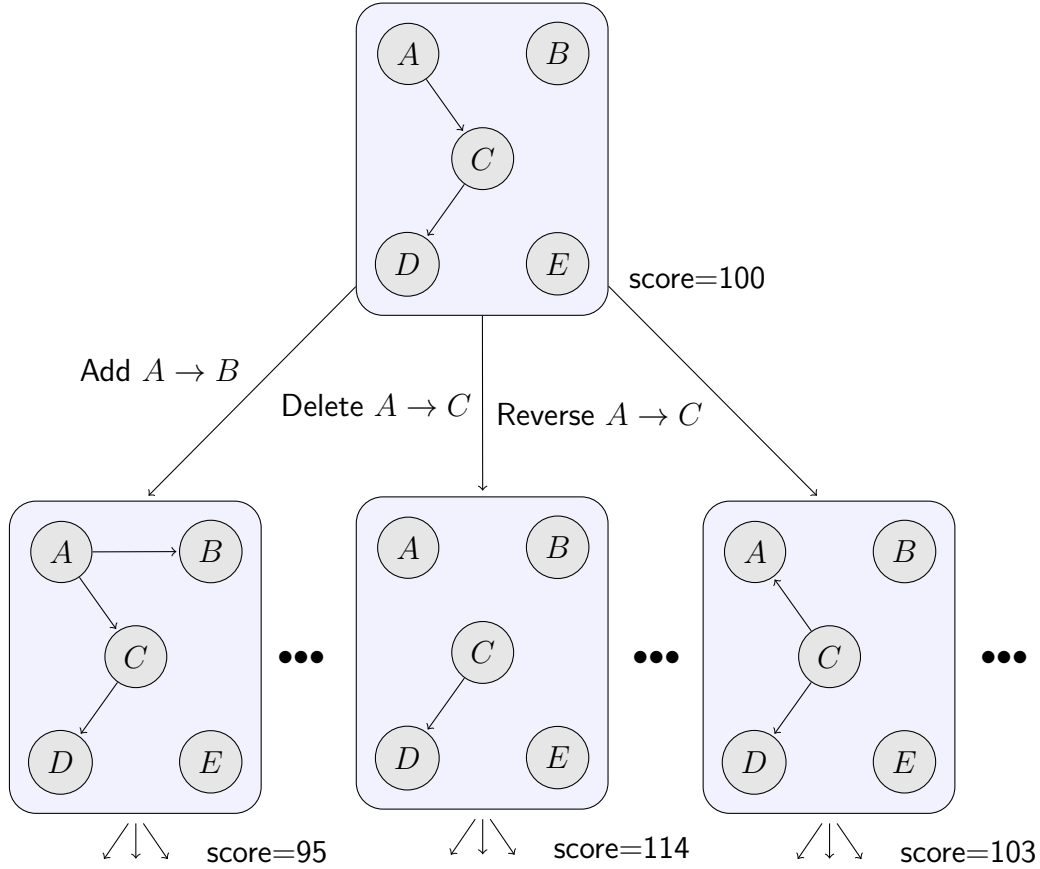 A B
C
D E
score=100
Add A → B
Delete A → C
Reverse A → C
A B
C
D E
score=95
A B
C
D E
score=114
A B
C
D E
score=103